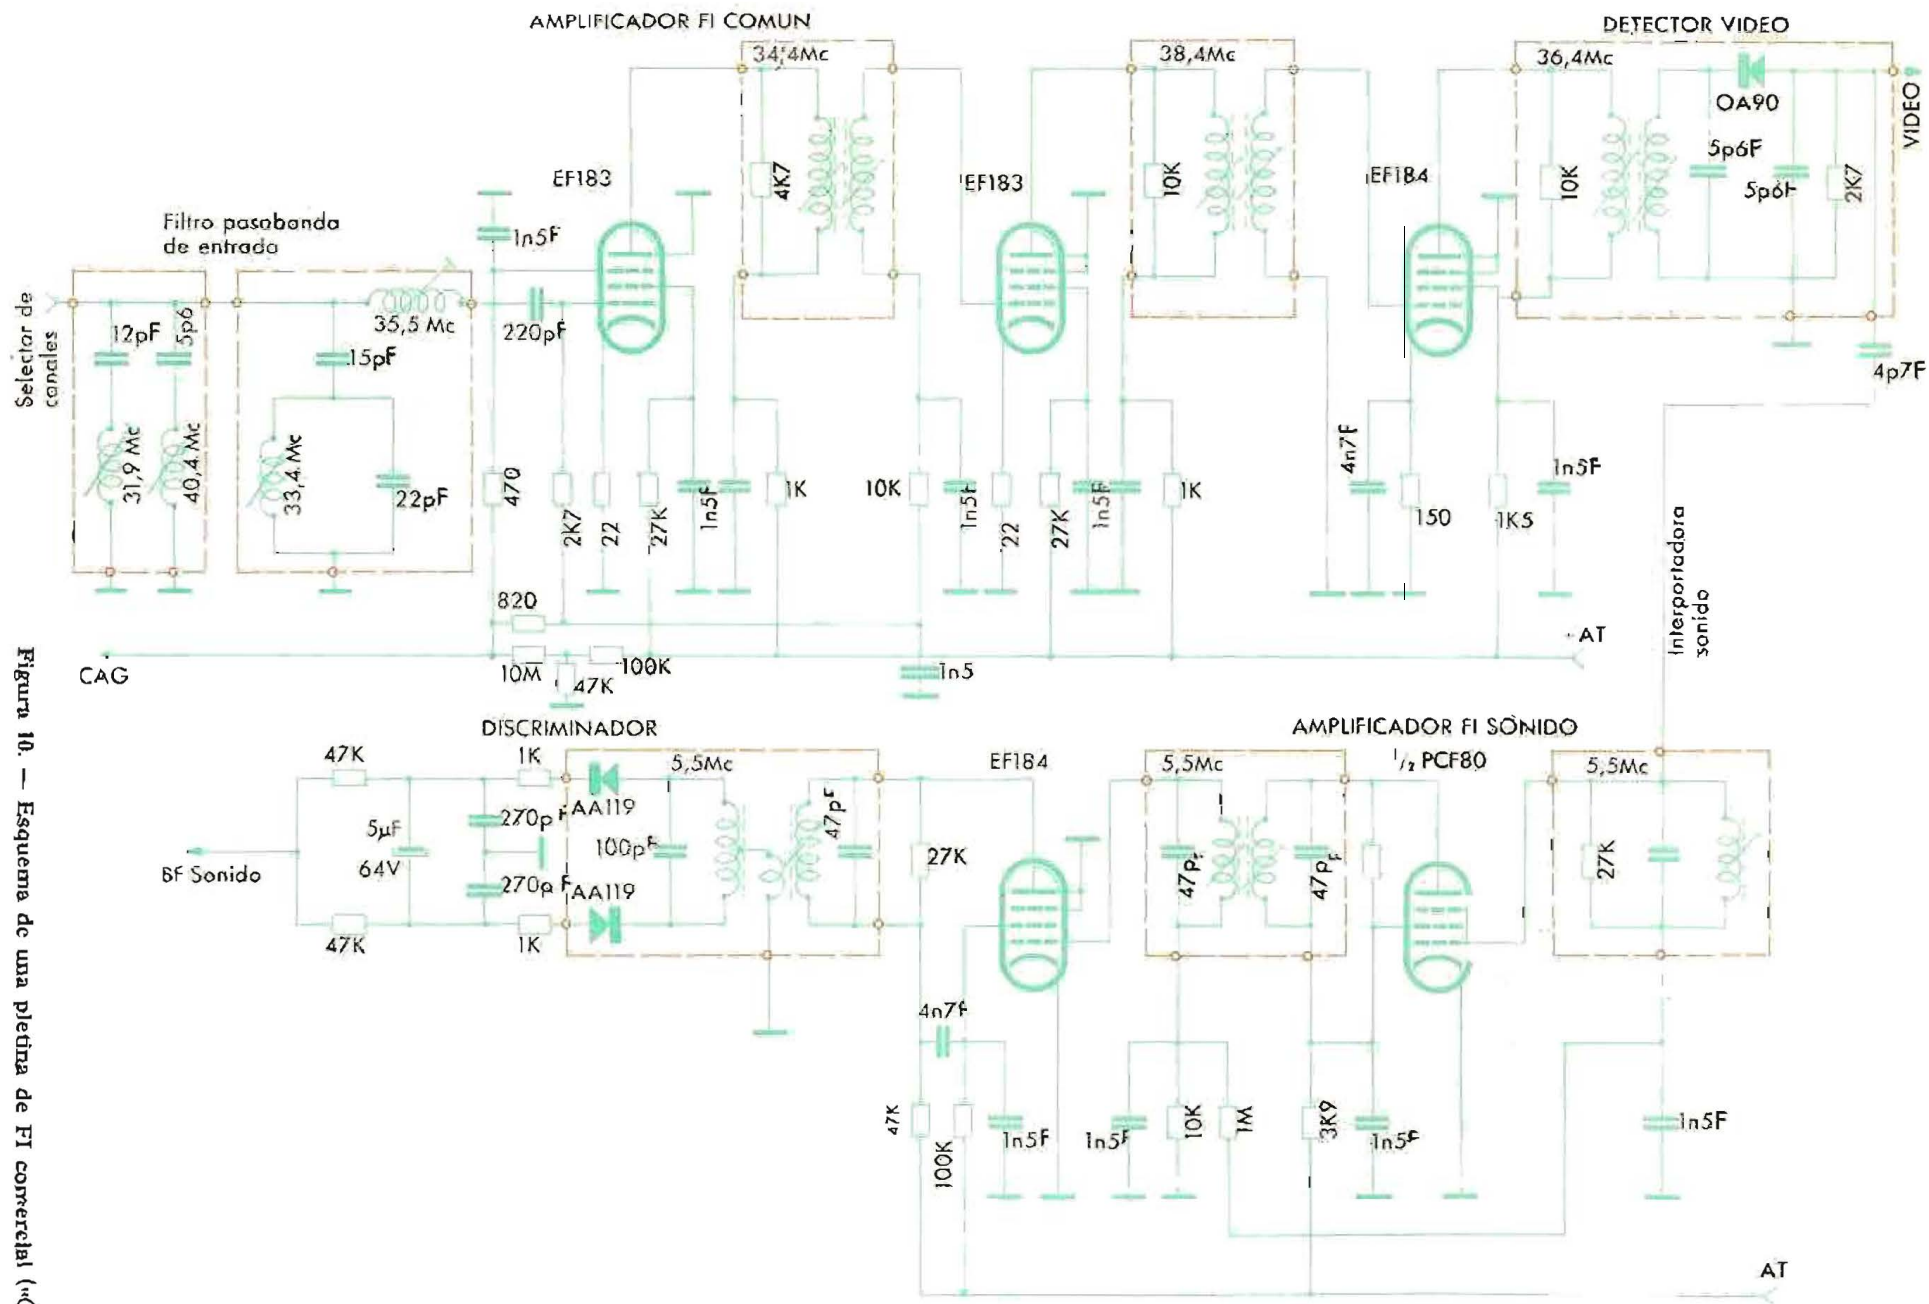 AMPLIFICADOR FI COMUN
DETECTOR VIDEO
34,4Mc
38,4Mc
36,4Mc
OA90
VIDEO
5p6F
5p6F
2K7
10K
4K7
10K
EF183
EF183
EF184
1n5F
Filtro pasabanda
de entrada
Selector de
canales
12pF
5p6
35,5 Mc
220pF
15pF
4p7F
31,9 Mc
40,4 Mc
33,4 Mc
22pF
470
2K7
22
27K
1n5F
1K
10K
1n5F
22
27K
1n5F
1K
4n7F
150
1K5
1n5F
Interportadora
sonido
820
AT
CAG
10M
47K
100K
1n5
DISCRIMINADOR
AMPLIFICADOR FI SONIDO
47K
1K
5,5Mc
EF184
5,5Mc
1/2 PCF80
5,5Mc
AA119
270pF
5µF
64V
100pF
47pF
27K
47pF
47pF
27K
BF Sonido
270pF
AA119
47K
1K
4n7F
47K
100K
1n5F
1n5F
10K
1M
3K9
1n5F
1n5F
AT
Figura 10. — Esquema de una pletina de FI comercial ("